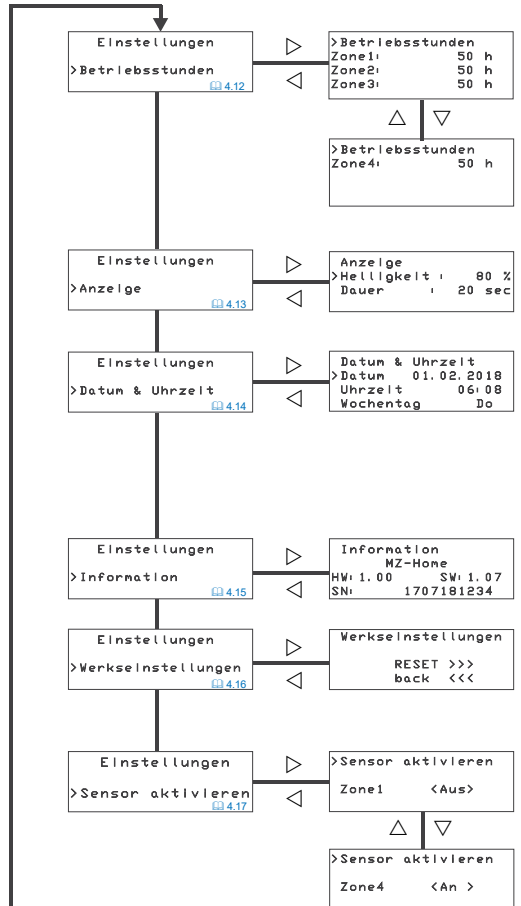 Einstellungen
>Betriebsstunden
4.12
>Betriebsstunden
Zone1: 50 h
Zone2: 50 h
Zone3: 50 h
>Betriebsstunden
Zone4: 50 h
Einstellungen
>Anzeige
4.13
Anzeige
>Helligkeit : 80 %
Dauer : 20 sec
Einstellungen
>Datum & Uhrzeit
4.14
Datum & Uhrzeit
>Datum 01.02.2018
Uhrzeit 06:08
Wochentag Do
Einstellungen
>Information
4.15
Information
MZ-Home
HW: 1.00 SW: 1.07
SN: 1707181234
Einstellungen
>Werkseinstellungen
4.16
Werkseinstellungen
RESET >>>
back <<<
Einstellungen
>Sensor aktivieren
4.17
>Sensor aktivieren
Zone1 <Aus>
>Sensor aktivieren
Zone4 <An >